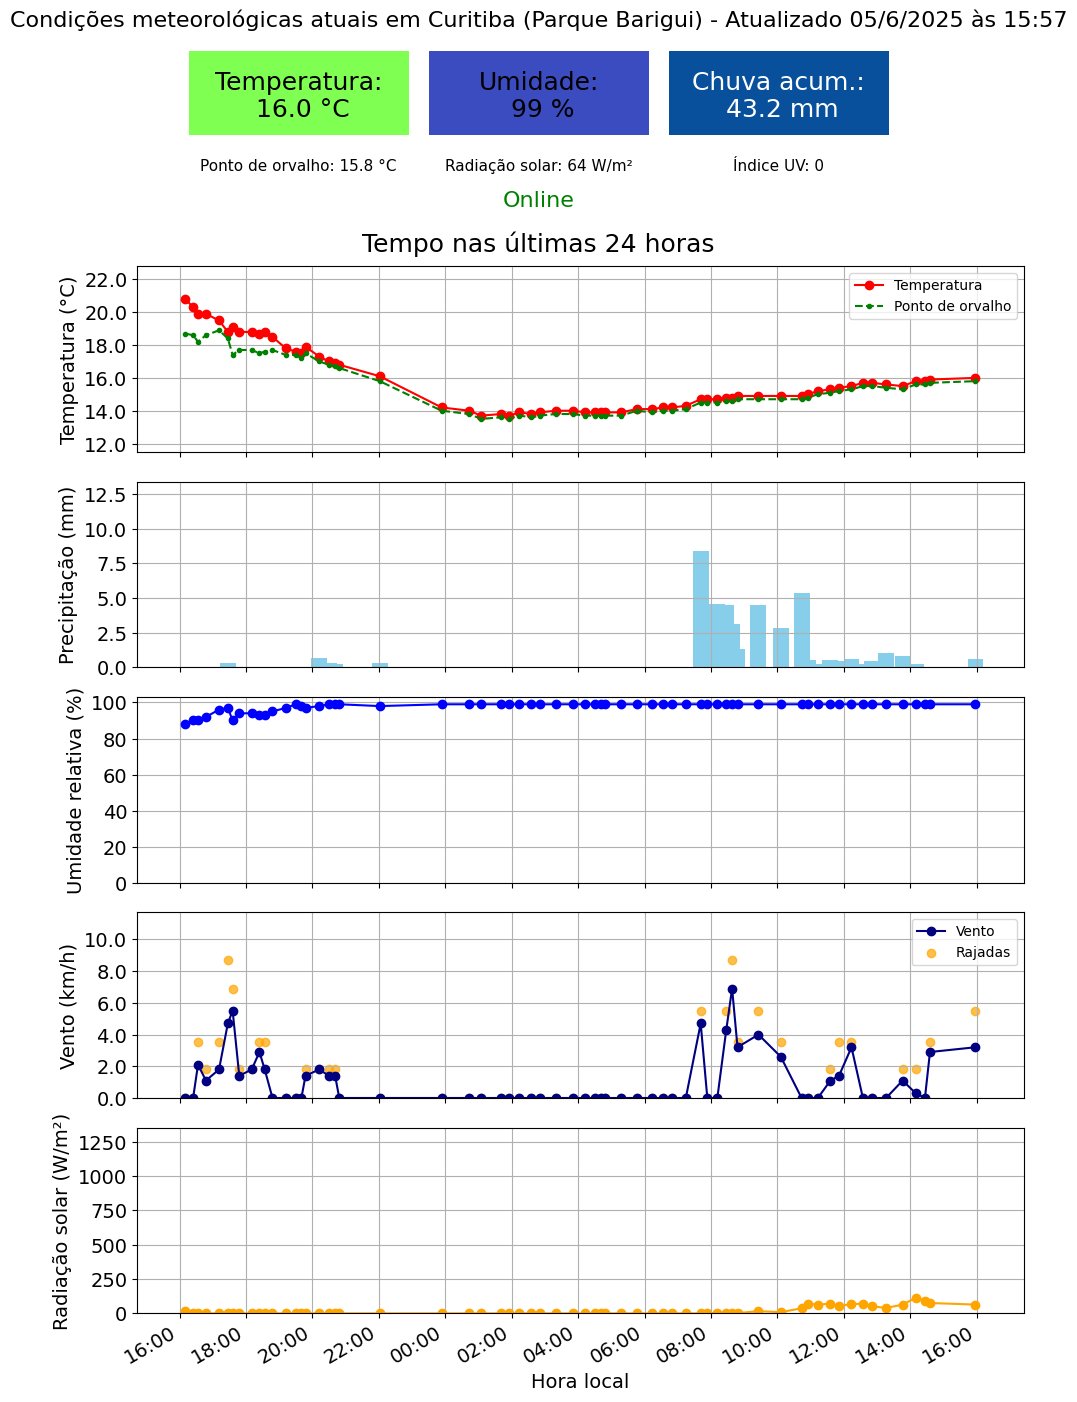 Condições meteorológicas atuais em Curitiba (Parque Barigui) - Atualizado 05/6/2025 às 15:57
Temperatura:
16.0 °C
Umidade:
99 %
Chuva acum.:
43.2 mm
Ponto de orvalho: 15.8 °C
Radiação solar: 64 W/m²
Índice UV: 0
Online
Tempo nas últimas 24 horas
Temperatura (°C)
22.0
20.0
18.0
16.0
14.0
12.0
Temperatura
Ponto de orvalho
Precipitação (mm)
12.5
10.0
7.5
5.0
2.5
0.0
Umidade relativa (%)
100
80
60
40
20
0
Vento (km/h)
10.0
8.0
6.0
4.0
2.0
0.0
Vento
Rajadas
Radiação solar (W/m²)
1250
1000
750
500
250
0
16:00 18:00 20:00 22:00 00:00 02:00 04:00 06:00 08:00 10:00 12:00 14:00 16:00
Hora local